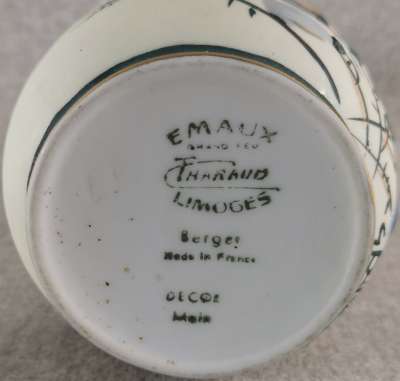 EMAUX
GRAND FEU
THARAUD
LIMOGES
Berger
Made in France
DECOR
Main